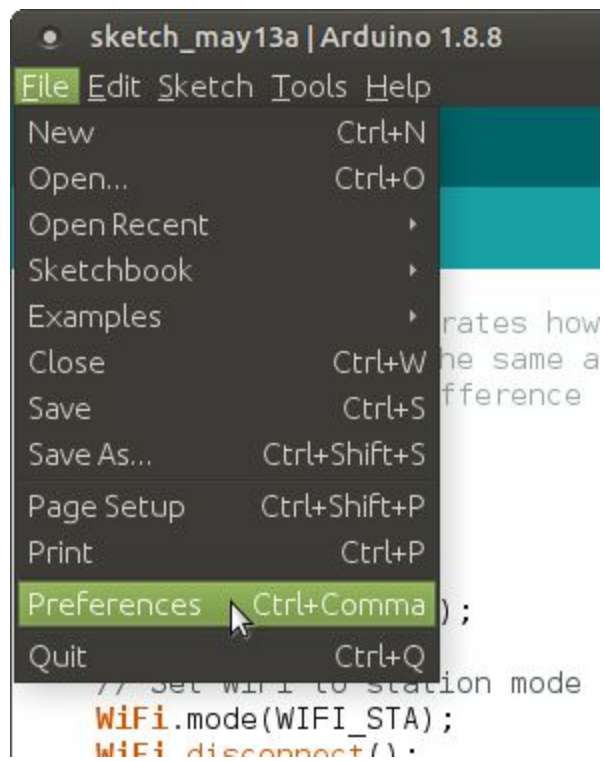 sketch_may13a | Arduino 1.8.8
File Edit Sketch Tools Help
New Ctrl+N
Open... Ctrl+O
Open Recent
Sketchbook
Examples
rates how
Close Ctrl+W
he same a
Save Ctrl+S
fference
Save As... Ctrl+Shift+S
Page Setup Ctrl+Shift+P
Print Ctrl+P
Preferences Ctrl+Comma
);
Quit Ctrl+Q
// Set WiFi to station mode
WiFi.mode(WIFI_STA);
WiFi.disconnect();